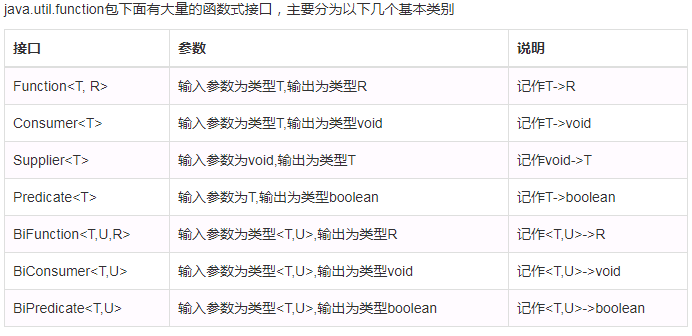 java.util.function包下面有大量的函数式接口，主要分为以下几个基本类别
接口 参数 说明
Function<T, R> 输入参数为类型T,输出为类型R 记作T->R
Consumer<T> 输入参数为类型T,输出为类型void 记作T->void
Supplier<T> 输入参数为void,输出为类型T 记作void->T
Predicate<T> 输入参数为T,输出为类型boolean 记作T->boolean
BiFunction<T,U,R> 输入参数为类型<T,U>,输出为类型R 记作<T,U>->R
BiConsumer<T,U> 输入参数为类型<T,U>,输出为类型void 记作<T,U>->void
BiPredicate<T,U> 输入参数为类型<T,U>,输出为类型boolean 记作<T,U>->boolean